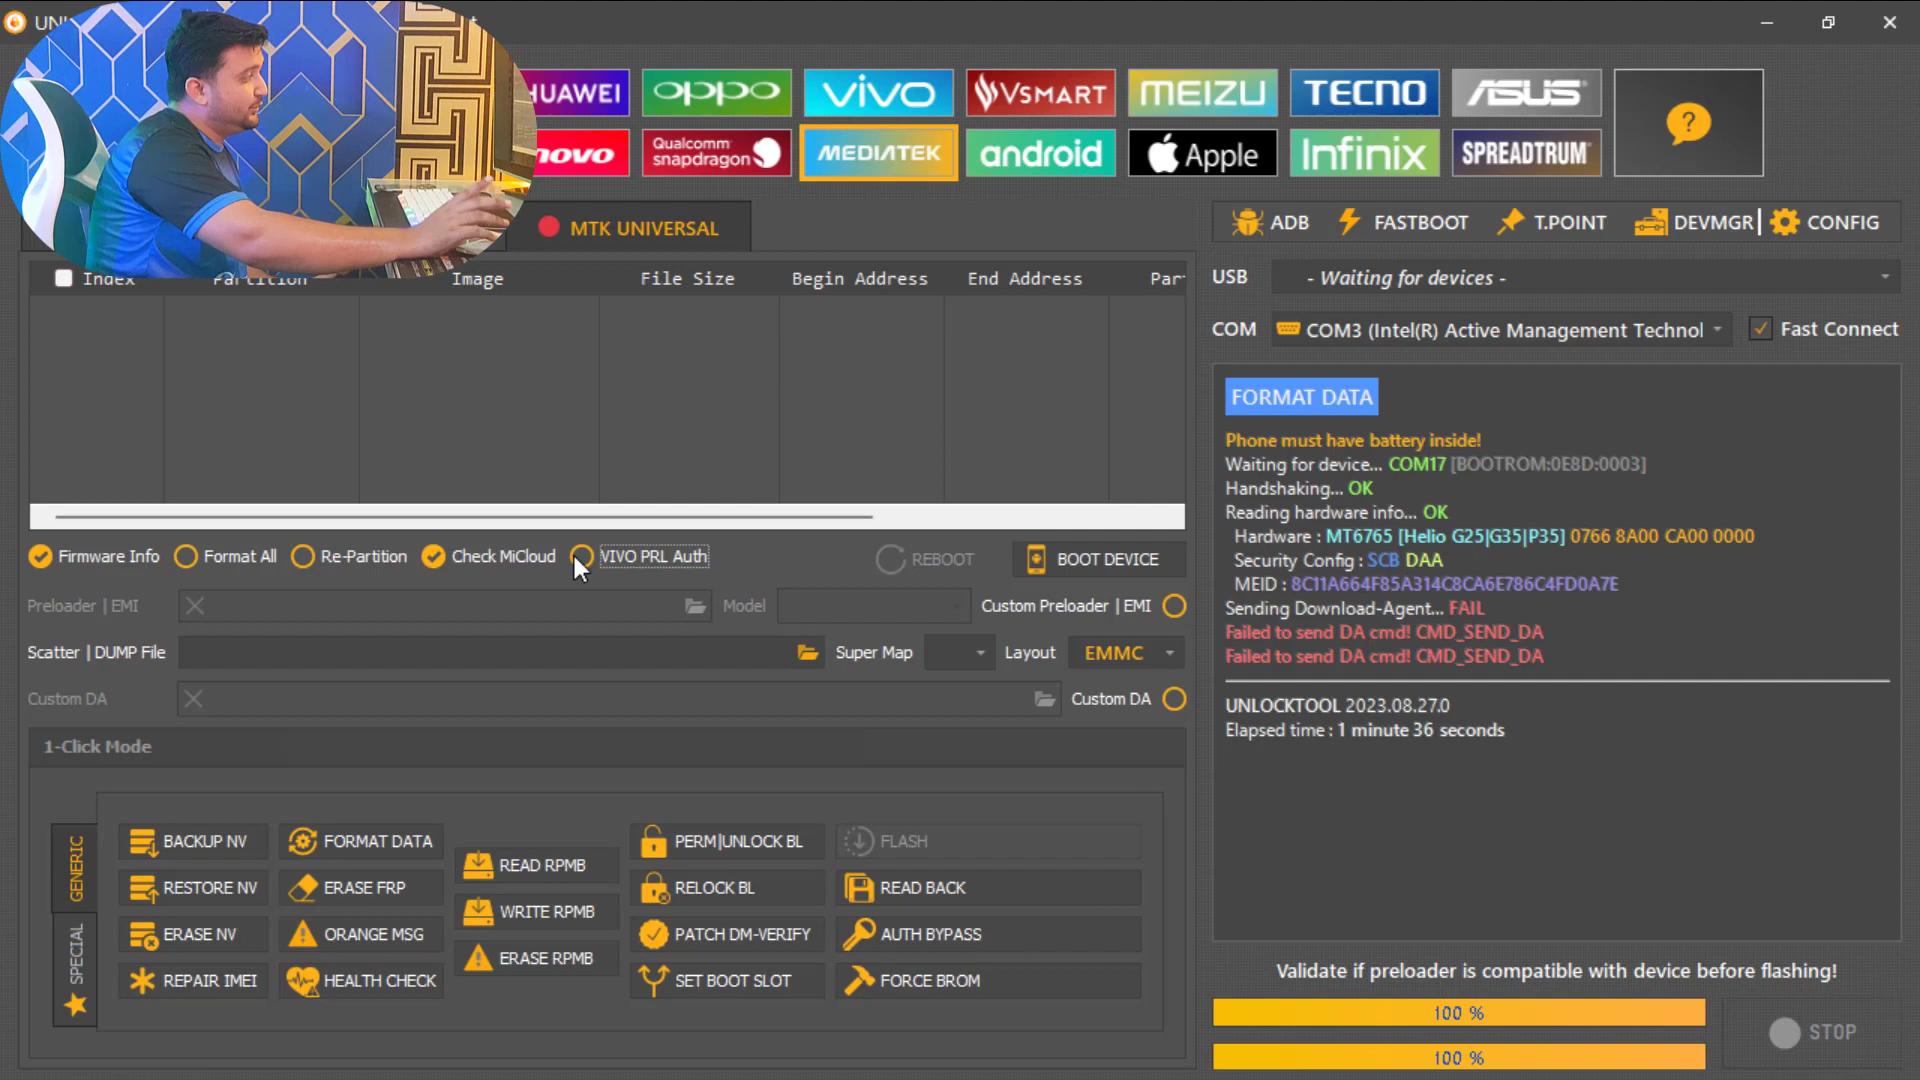 HUAWEI oppo vivo VSMART MEIZU TECNO ASUS ?
novo Qualcomm snapdragon MEDIATEK android Apple Infinix SPREADTRUM
MTK UNIVERSAL
ADB FASTBOOT T.POINT DEVMGR CONFIG
Index Partition Image File Size Begin Address End Address Par
USB - Waiting for devices -
COM COM3 (Intel(R) Active Management Technol Fast Connect
FORMAT DATA
Phone must have battery inside!
Waiting for device... COM17 [BOOTROM:0E8D:0003]
Handshaking... OK
Reading hardware info... OK
Hardware : MT6765 [Helio G25|G35|P35] 0766 8A00 CA00 0000
Security Config : SCB DAA
MEID : 8C11A664F85A314C8CA6E786C4FD0A7E
Sending Download-Agent... FAIL
Failed to send DA cmd! CMD_SEND_DA
Failed to send DA cmd! CMD_SEND_DA
UNLOCKTOOL 2023.08.27.0
Elapsed time : 1 minute 36 seconds
Firmware Info Format All Re-Partition Check MiCloud VIVO PRL Auth REBOOT BOOT DEVICE
Preloader | EMI Model Custom Preloader | EMI
Scatter | DUMP File Super Map Layout EMMC
Custom DA Custom DA
1-Click Mode
GENERIC
SPECIAL
BACKUP NV FORMAT DATA READ RPMB PERM|UNLOCK BL FLASH
RESTORE NV ERASE FRP WRITE RPMB RELOCK BL READ BACK
ERASE NV ORANGE MSG ERASE RPMB PATCH DM-VERIFY AUTH BYPASS
REPAIR IMEI HEALTH CHECK SET BOOT SLOT FORCE BROM
Validate if preloader is compatible with device before flashing!
100 %
100 %
STOP